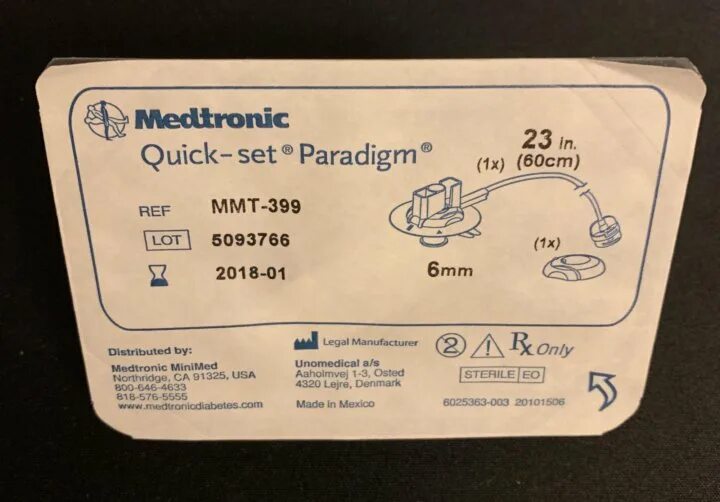 Medtronic
Quick-set® Paradigm®
23 in.
(1x) (60cm)
REF MMT-399
LOT 5093766
2018-01
6mm
(1x)
Distributed by:
Medtronic MiniMed
Northridge, CA 91325, USA
800-646-4633
818-576-5555
www.medtronicdiabetes.com
Legal Manufacturer
Unomedical a/s
Aaholmvej 1-3, Osted
4320 Lejre, Denmark
Made in Mexico
2 Rx Only
STERILE EO
6025363-003 20101506